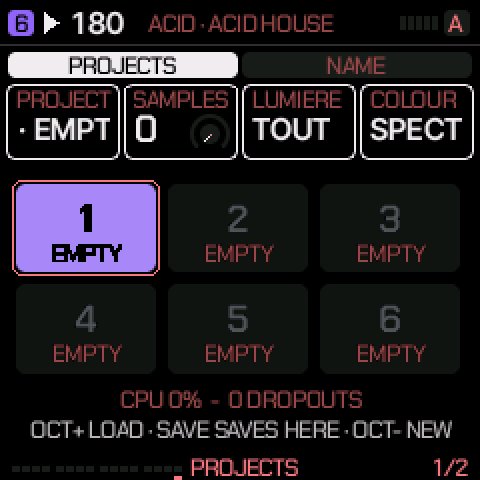 6 180 ACID · ACID HOUSE A
PROJECTS NAME
PROJECT SAMPLES LUMIERE COLOUR
· EMPT 0 TOUT SPECT
1 2 3
EMPTY EMPTY EMPTY
4 5 6
EMPTY EMPTY EMPTY
CPU 0% - 0 DROPOUTS
OCT+ LOAD · SAVE SAVES HERE · OCT- NEW
PROJECTS 1/2